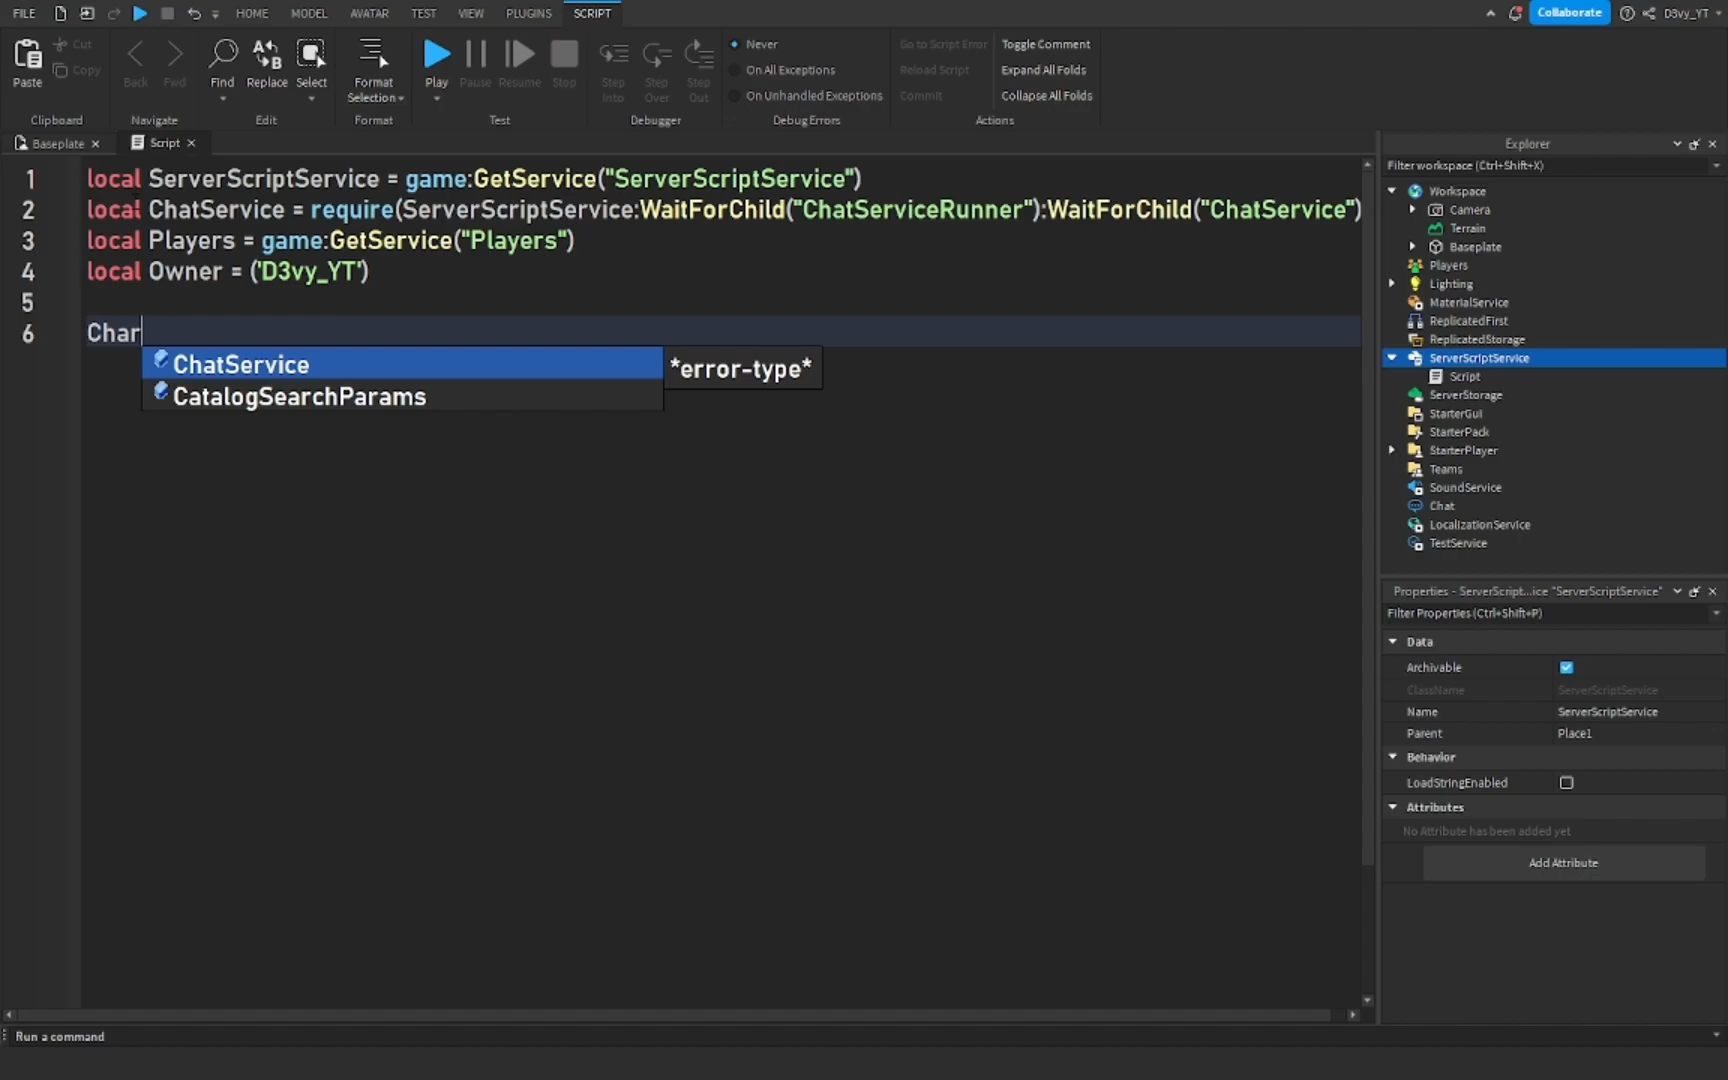 FILE HOME MODEL AVATAR TEST VIEW PLUGINS SCRIPT Collaborate D3vy_YT
Paste Cut Copy Back Fwd Find Replace Select Format Selection Play Pause Resume Stop Step Into Step Over Step Out
Never
On All Exceptions
On Unhandled Exceptions
Go to Script Error
Reload Script
Commit
Toggle Comment
Expand All Folds
Collapse All Folds
Clipboard Navigate Edit Format Test Debugger Debug Errors Actions
Baseplate Script
1 local ServerScriptService = game:GetService("ServerScriptService")
2 local ChatService = require(ServerScriptService:WaitForChild("ChatServiceRunner"):WaitForChild("ChatService")
3 local Players = game:GetService("Players")
4 local Owner = ('D3vy_YT')
5
6 Char
ChatService
CatalogSearchParams
*error-type*
Explorer
Filter workspace (Ctrl+Shift+X)
Workspace
Camera
Terrain
Baseplate
Players
Lighting
MaterialService
ReplicatedFirst
ReplicatedStorage
ServerScriptService
Script
ServerStorage
StarterGui
StarterPack
StarterPlayer
Teams
SoundService
Chat
LocalizationService
TestService
Properties - ServerScript...ice "ServerScriptService"
Filter Properties (Ctrl+Shift+P)
Data
Archivable
ClassName ServerScriptService
Name ServerScriptService
Parent Place1
Behavior
LoadStringEnabled
Attributes
No Attribute has been added yet
Add Attribute
Run a command